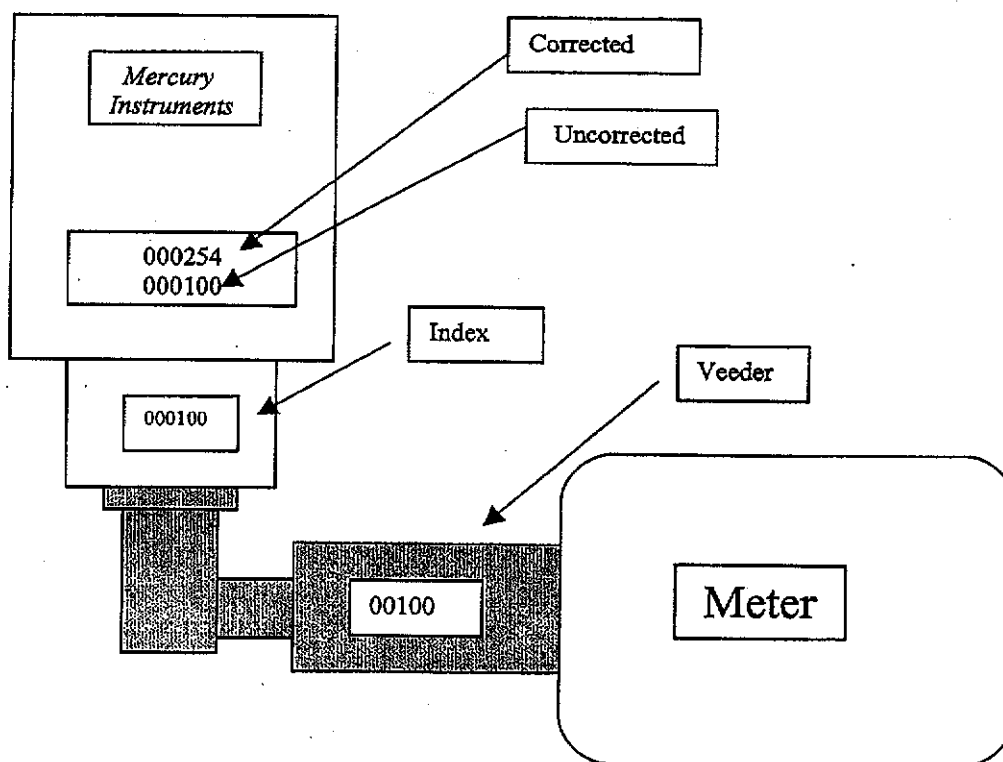 Mercury
Instruments
Corrected
Uncorrected
000254
000100
Index
Veeder
000100
00100
Meter